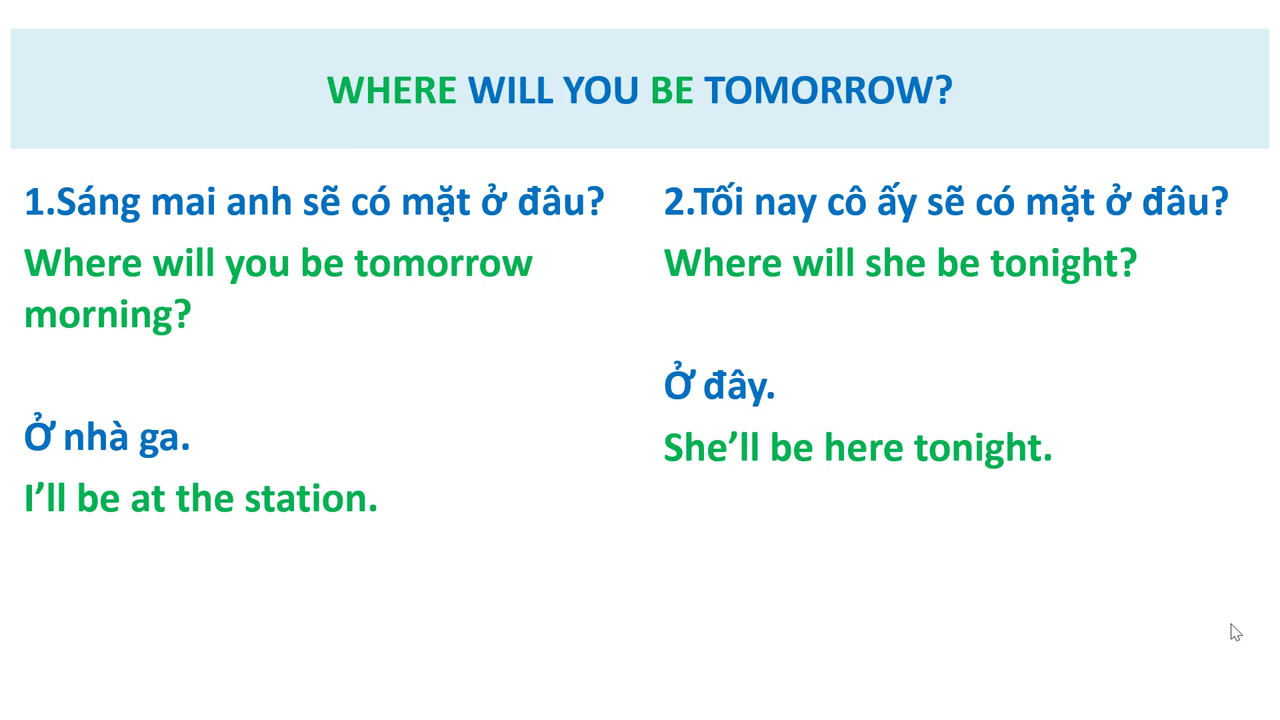 WHERE WILL YOU BE TOMORROW?
1.Sáng mai anh sẽ có mặt ở đâu?
Where will you be tomorrow
morning?
Ở nhà ga.
I’ll be at the station.
2.Tối nay cô ấy sẽ có mặt ở đâu?
Where will she be tonight?
Ở đây.
She’ll be here tonight.